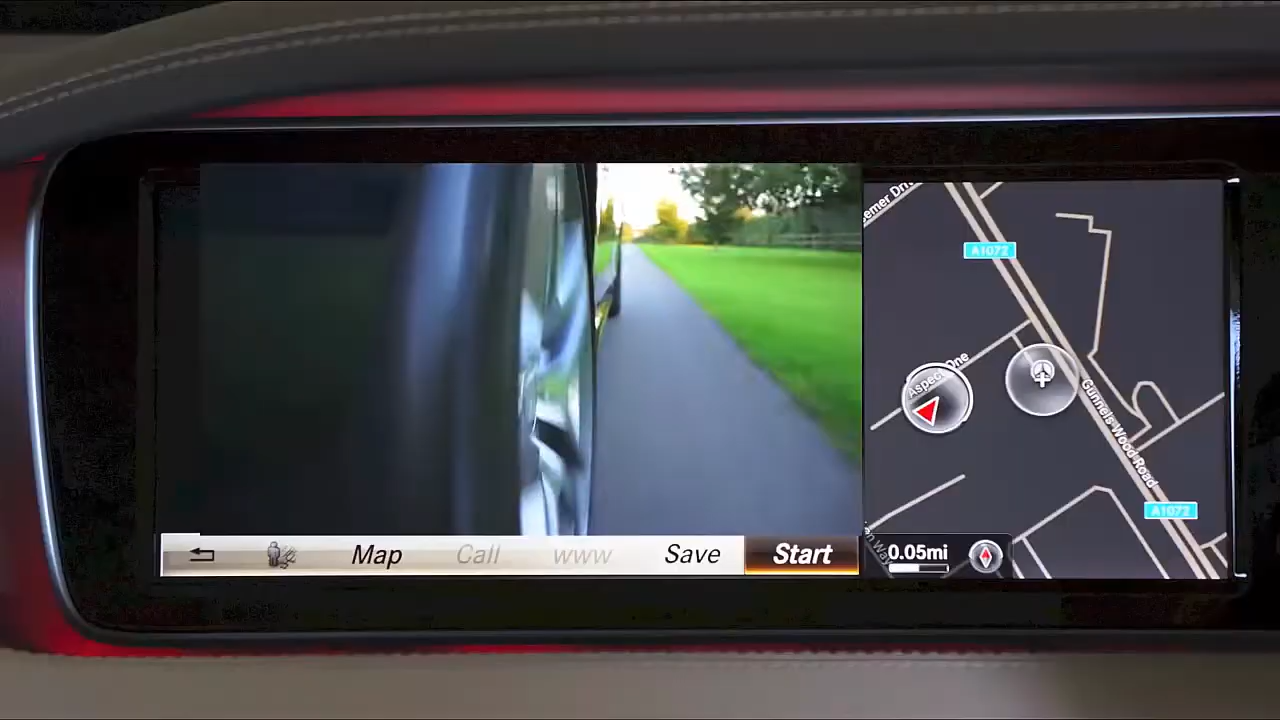 A1072
Aspect One
Gunnels Wood Road
A1072
0.05mi
Map Call www Save Start